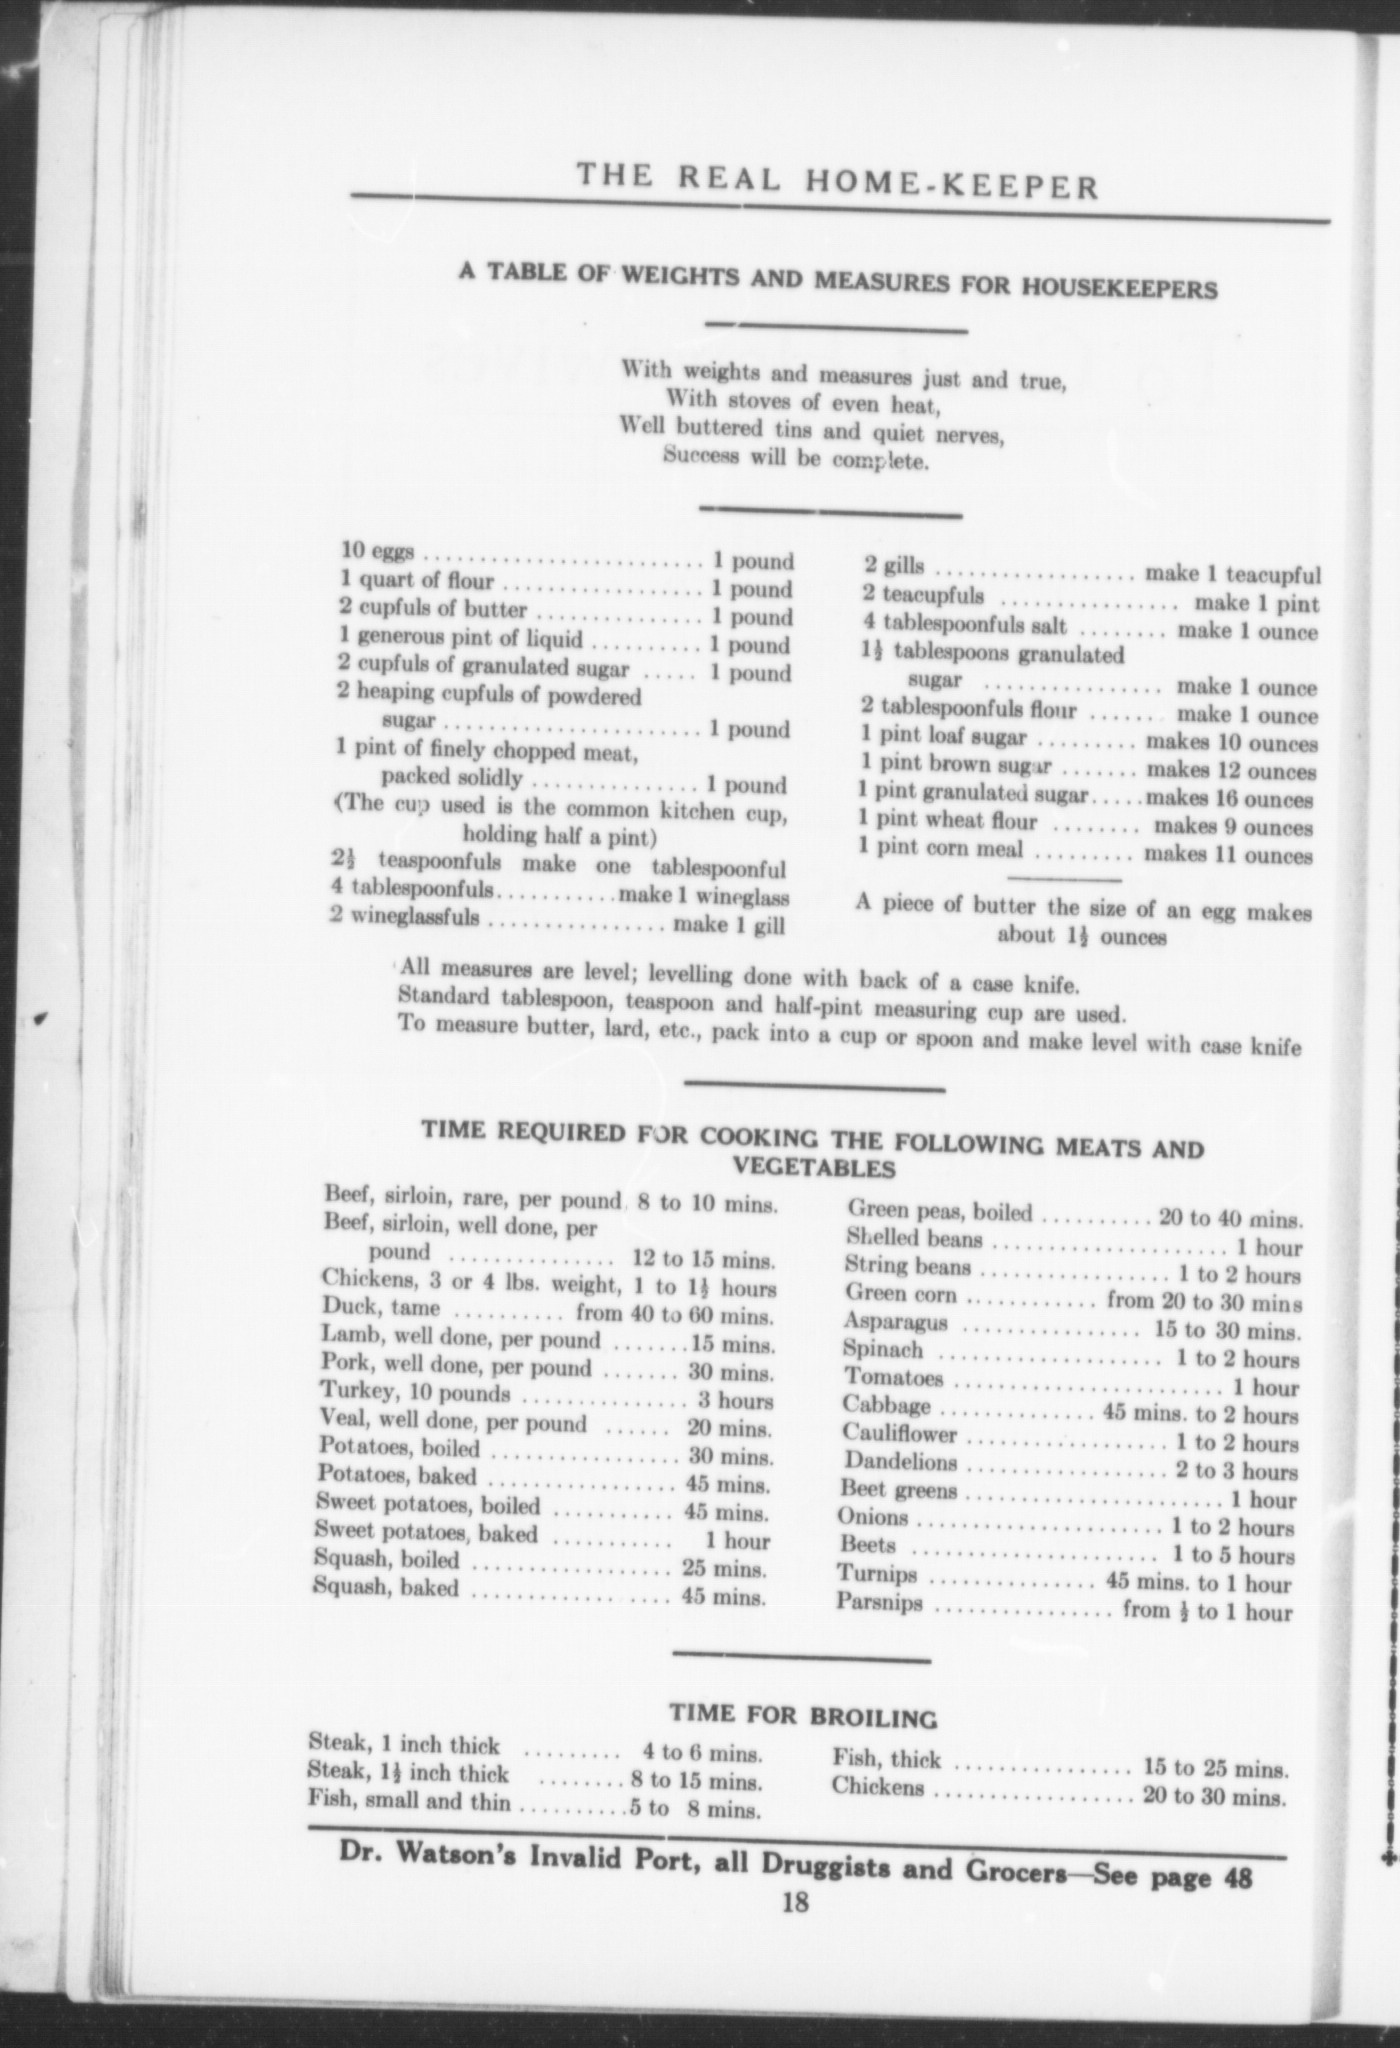 THE REAL HOME-KEEPER
A TABLE OF WEIGHTS AND MEASURES FOR HOUSEKEEPERS
With weights and measures just and true,
With stoves of even heat,
Well buttered tins and quiet nerves,
Success will be complete.
10 eggs ......................... 1 pound
1 quart of flour .................. 1 pound
2 cupfuls of butter ............... 1 pound
1 generous pint of liquid .......... 1 pound
2 cupfuls of granulated sugar ..... 1 pound
2 heaping cupfuls of powdered
sugar ....................... 1 pound
1 pint of finely chopped meat,
packed solidly ............... 1 pound
(The cup used is the common kitchen cup,
holding half a pint)
2½ teaspoonfuls make one tablespoonful
4 tablespoonfuls...........make 1 wineglass
2 wineglassfuls ................ make 1 gill
2 gills .................. make 1 teacupful
2 teacupfuls ................ make 1 pint
4 tablespoonfuls salt ........ make 1 ounce
1½ tablespoons granulated
sugar ................ make 1 ounce
2 tablespoonfuls flour ....... make 1 ounce
1 pint loaf sugar ......... makes 10 ounces
1 pint brown sugar ....... makes 12 ounces
1 pint granulated sugar.....makes 16 ounces
1 pint wheat flour ........ makes 9 ounces
1 pint corn meal ......... makes 11 ounces
A piece of butter the size of an egg makes
about 1½ ounces
All measures are level; levelling done with back of a case knife.
Standard tablespoon, teaspoon and half-pint measuring cup are used.
To measure butter, lard, etc., pack into a cup or spoon and make level with case knife
TIME REQUIRED FOR COOKING THE FOLLOWING MEATS AND
VEGETABLES
Beef, sirloin, rare, per pound 8 to 10 mins.
Beef, sirloin, well done, per
pound ............... 12 to 15 mins.
Chickens, 3 or 4 lbs. weight, 1 to 1½ hours
Duck, tame .......... from 40 to 60 mins.
Lamb, well done, per pound .......15 mins.
Pork, well done, per pound ....... 30 mins.
Turkey, 10 pounds ............... 3 hours
Veal, well done, per pound ...... 20 mins.
Potatoes, boiled ................. 30 mins.
Potatoes, baked ................. 45 mins.
Sweet potatoes, boiled ........... 45 mins.
Sweet potatoes, baked ........... 1 hour
Squash, boiled .................. 25 mins.
Squash, baked .................. 45 mins.
Green peas, boiled .......... 20 to 40 mins.
Shelled beans ..................... 1 hour
String beans ................. 1 to 2 hours
Green corn ............ from 20 to 30 mins
Asparagus ................ 15 to 30 mins.
Spinach .................... 1 to 2 hours
Tomatoes ........................ 1 hour
Cabbage .............. 45 mins. to 2 hours
Cauliflower .................. 1 to 2 hours
Dandelions .................. 2 to 3 hours
Beet greens ....................... 1 hour
Onions ...................... 1 to 2 hours
Beets ...................... 1 to 5 hours
Turnips ............... 45 mins. to 1 hour
Parsnips ................ from ½ to 1 hour
TIME FOR BROILING
Steak, 1 inch thick ......... 4 to 6 mins.
Steak, 1½ inch thick ........ 8 to 15 mins.
Fish, small and thin ..........5 to 8 mins.
Fish, thick ................ 15 to 25 mins.
Chickens .................. 20 to 30 mins.
Dr. Watson's Invalid Port, all Druggists and Grocers—See page 48
18